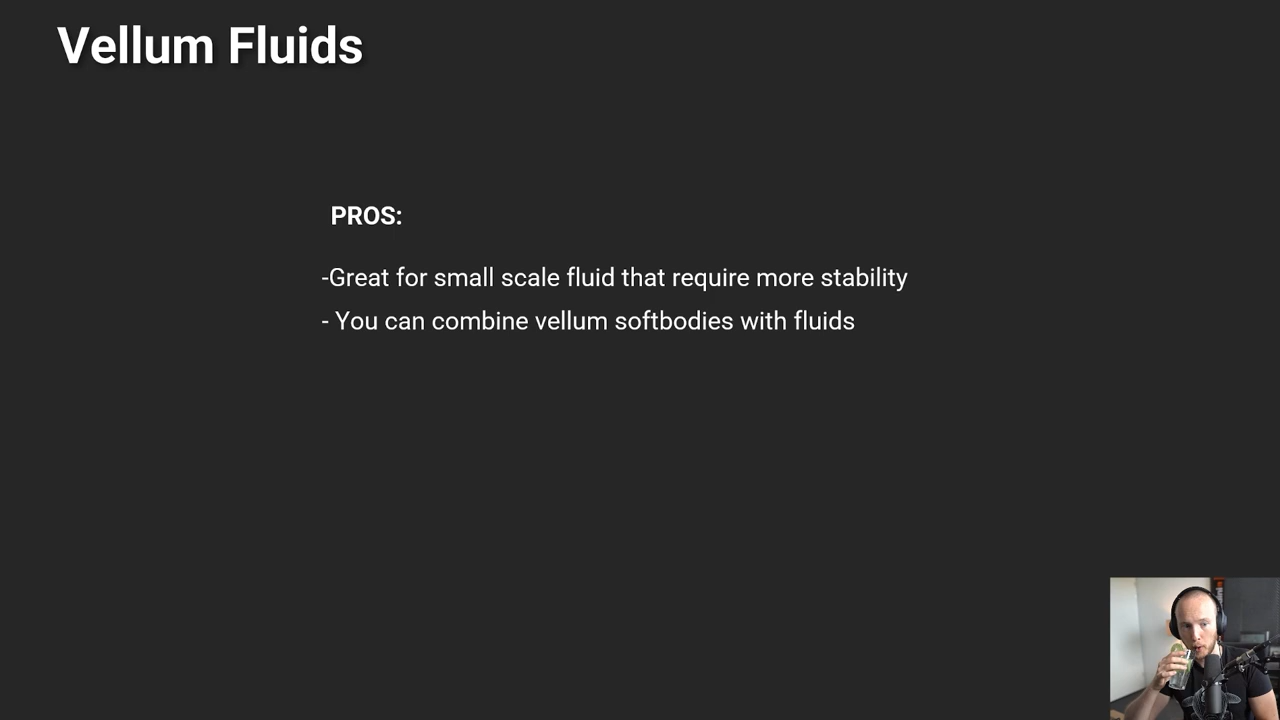 Vellum Fluids
PROS:
-Great for small scale fluid that require more stability
- You can combine vellum softbodies with fluids